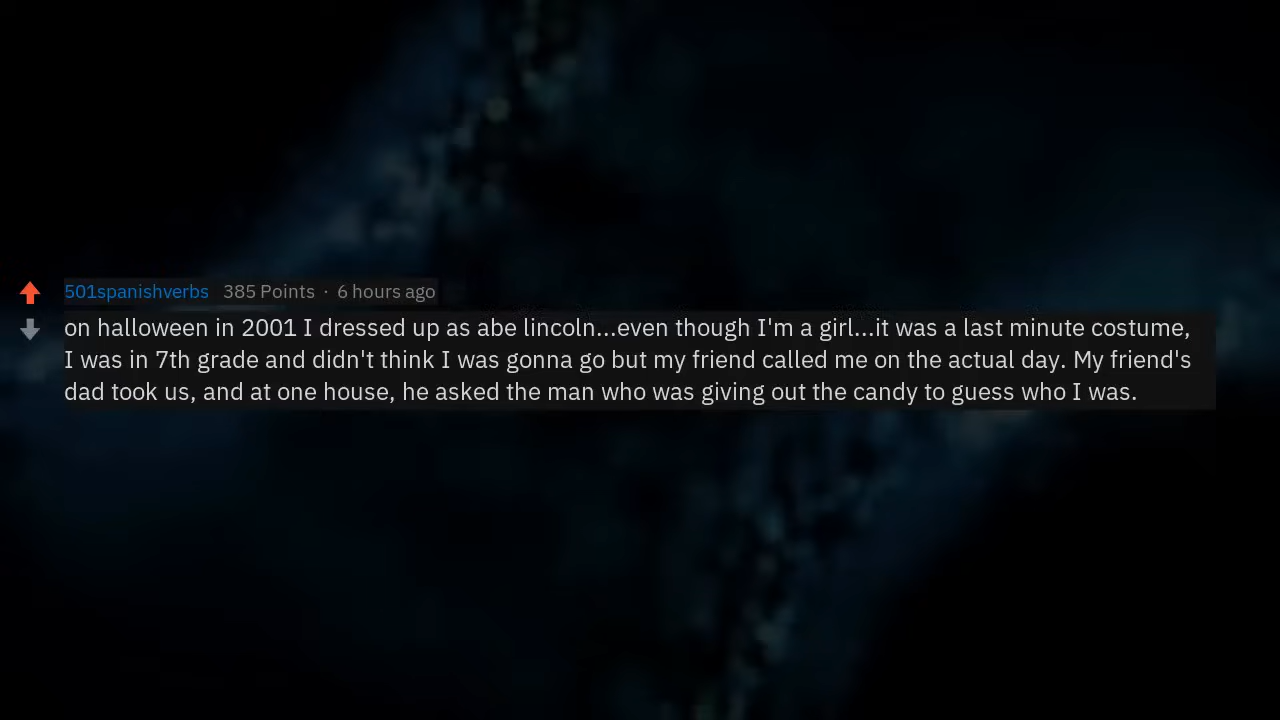 501spanishverbs 385 Points · 6 hours ago
on halloween in 2001 I dressed up as abe lincoln...even though I'm a girl...it was a last minute costume,
I was in 7th grade and didn't think I was gonna go but my friend called me on the actual day. My friend's
dad took us, and at one house, he asked the man who was giving out the candy to guess who I was.